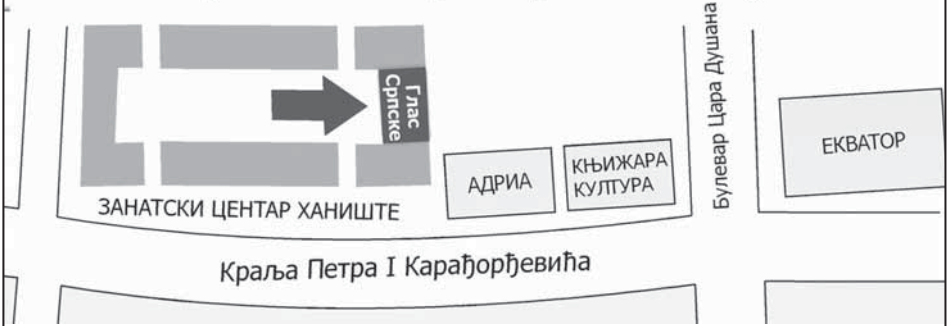 Глас
Српске
АДРИА
КЊИЖАРА
КУЛТУРА
Булевар Цара Душана
ЕКВАТОР
ЗАНАТСКИ ЦЕНТАР ХАНИШТЕ
Краља Петра I Карађорђевића